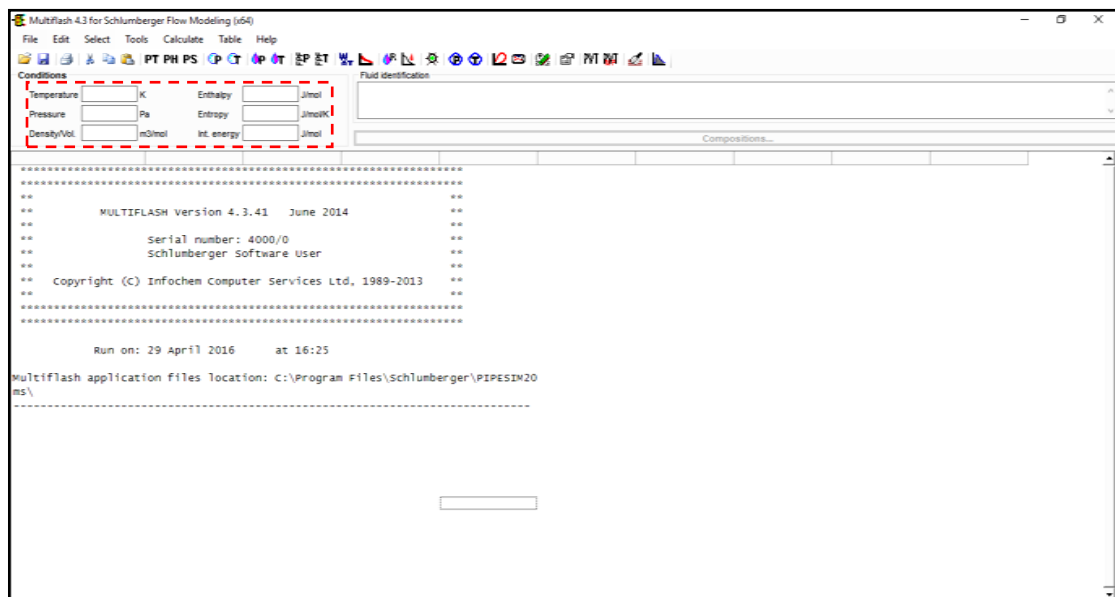 Multiflash 4.3 for Schlumberger Flow Modeling (x64)
File Edit Select Tools Calculate Table Help
PT PH PS
Conditions
Fluid identification
Temperature K Enthalpy J/mol
Pressure Pa Entropy J/mol/K
Density/Vol. m3/mol Int. energy J/mol
Compositions...
*******************************************************************
*******************************************************************
** **
** MULTIFLASH Version 4.3.41 June 2014 **
** **
** Serial number: 4000/0 **
** Schlumberger Software User **
** **
** Copyright (C) Infochem Computer Services Ltd, 1989-2013 **
** **
*******************************************************************
*******************************************************************
Run on: 29 April 2016 at 16:25
Multiflash application files location: C:\Program Files\Schlumberger\PIPESIM20
ms\
-------------------------------------------------------------------------------